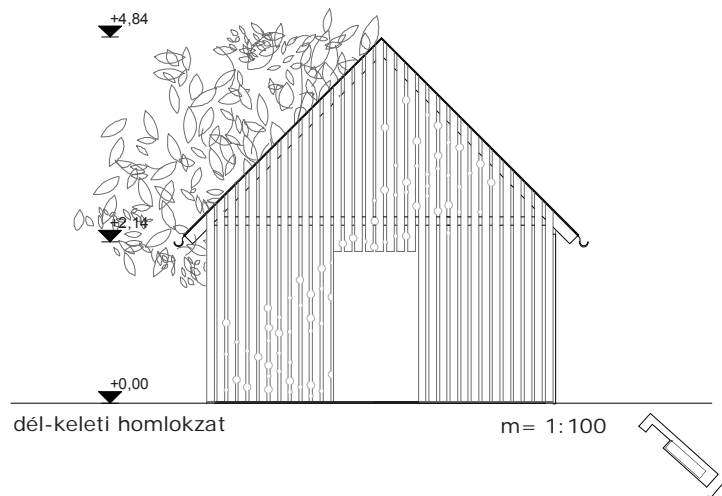 +4,84
+2,14
+0,00
dél-keleti homlokzat
m= 1:100